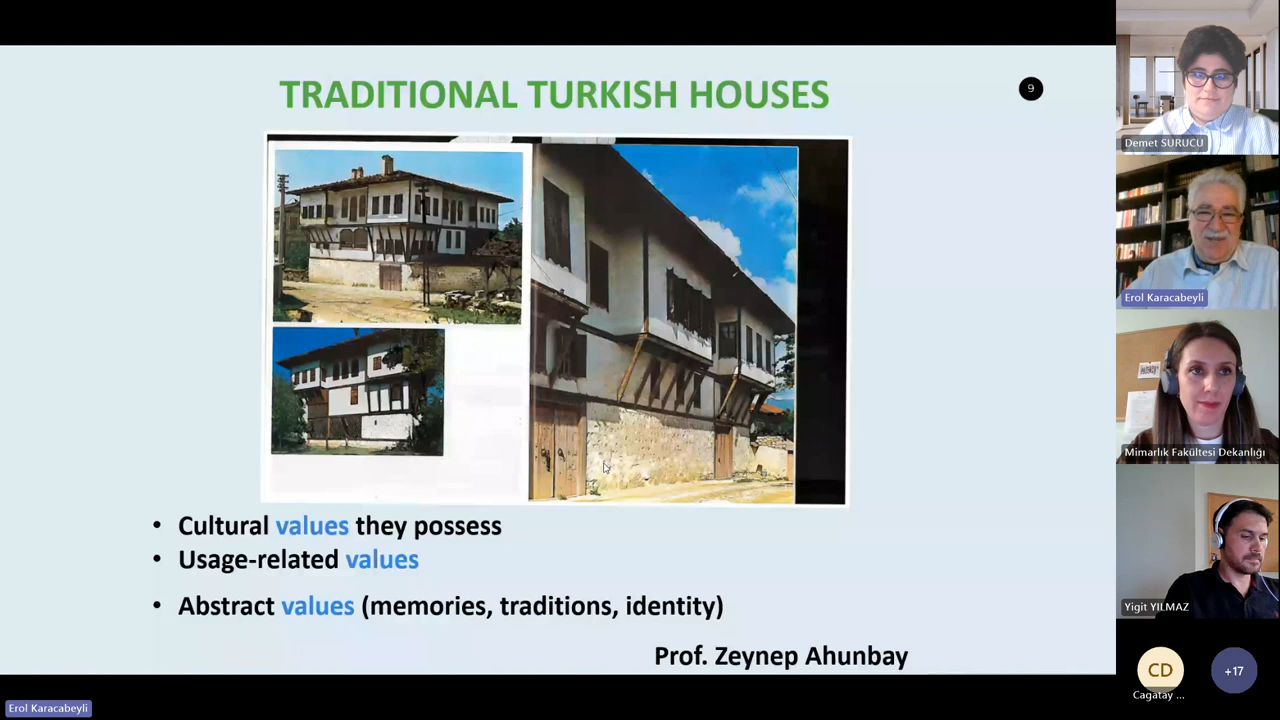 TRADITIONAL TURKISH HOUSES
9
• Cultural values they possess
• Usage-related values
• Abstract values (memories, traditions, identity)
Prof. Zeynep Ahunbay
Demet SURUCU
Erol Karacabeyli
Mimarlık Fakültesi Dekanlığı
Yigit YILMAZ
CD
Cagatay ...
+17
Erol Karacabeyli